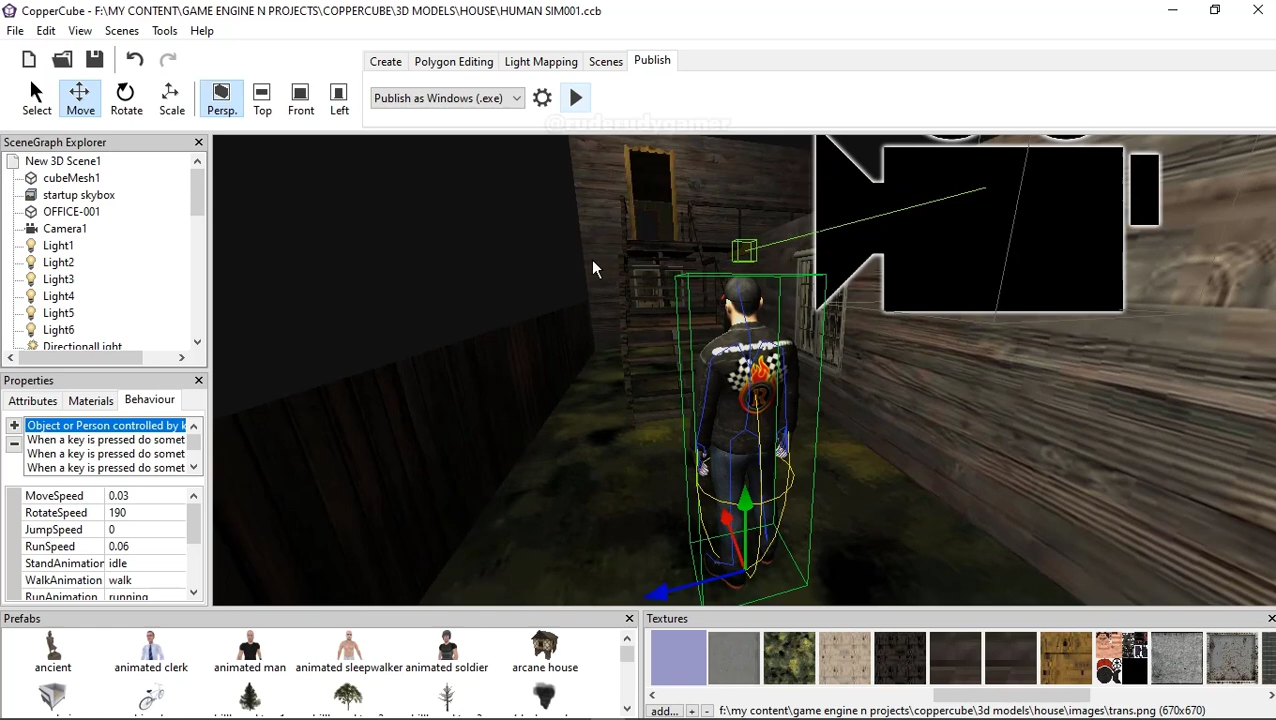 CopperCube - F:\MY CONTENT\GAME ENGINE N PROJECTS\COPPERCUBE\3D MODELS\HOUSE\HUMAN SIM001.ccb
File Edit View Scenes Tools Help
Create Polygon Editing Light Mapping Scenes Publish
Select Move Rotate Scale Persp. Top Front Left
Publish as Windows (.exe)
@ruderudygamer
SceneGraph Explorer
New 3D Scene1
cubeMesh1
startup skybox
OFFICE-001
Camera1
Light1
Light2
Light3
Light4
Light5
Light6
DirectionalLight
Properties
Attributes Materials Behaviour
Object or Person controlled by k
When a key is pressed do somet
When a key is pressed do somet
When a key is pressed do somet
MoveSpeed 0.03
RotateSpeed 190
JumpSpeed 0
RunSpeed 0.06
StandAnimation idle
WalkAnimation walk
RunAnimation running
Prefabs
ancient animated clerk animated man animated sleepwalker animated soldier arcane house
Textures
add... + -
f:\my content\game engine n projects\coppercube\3d models\house\images\trans.png (670x670)